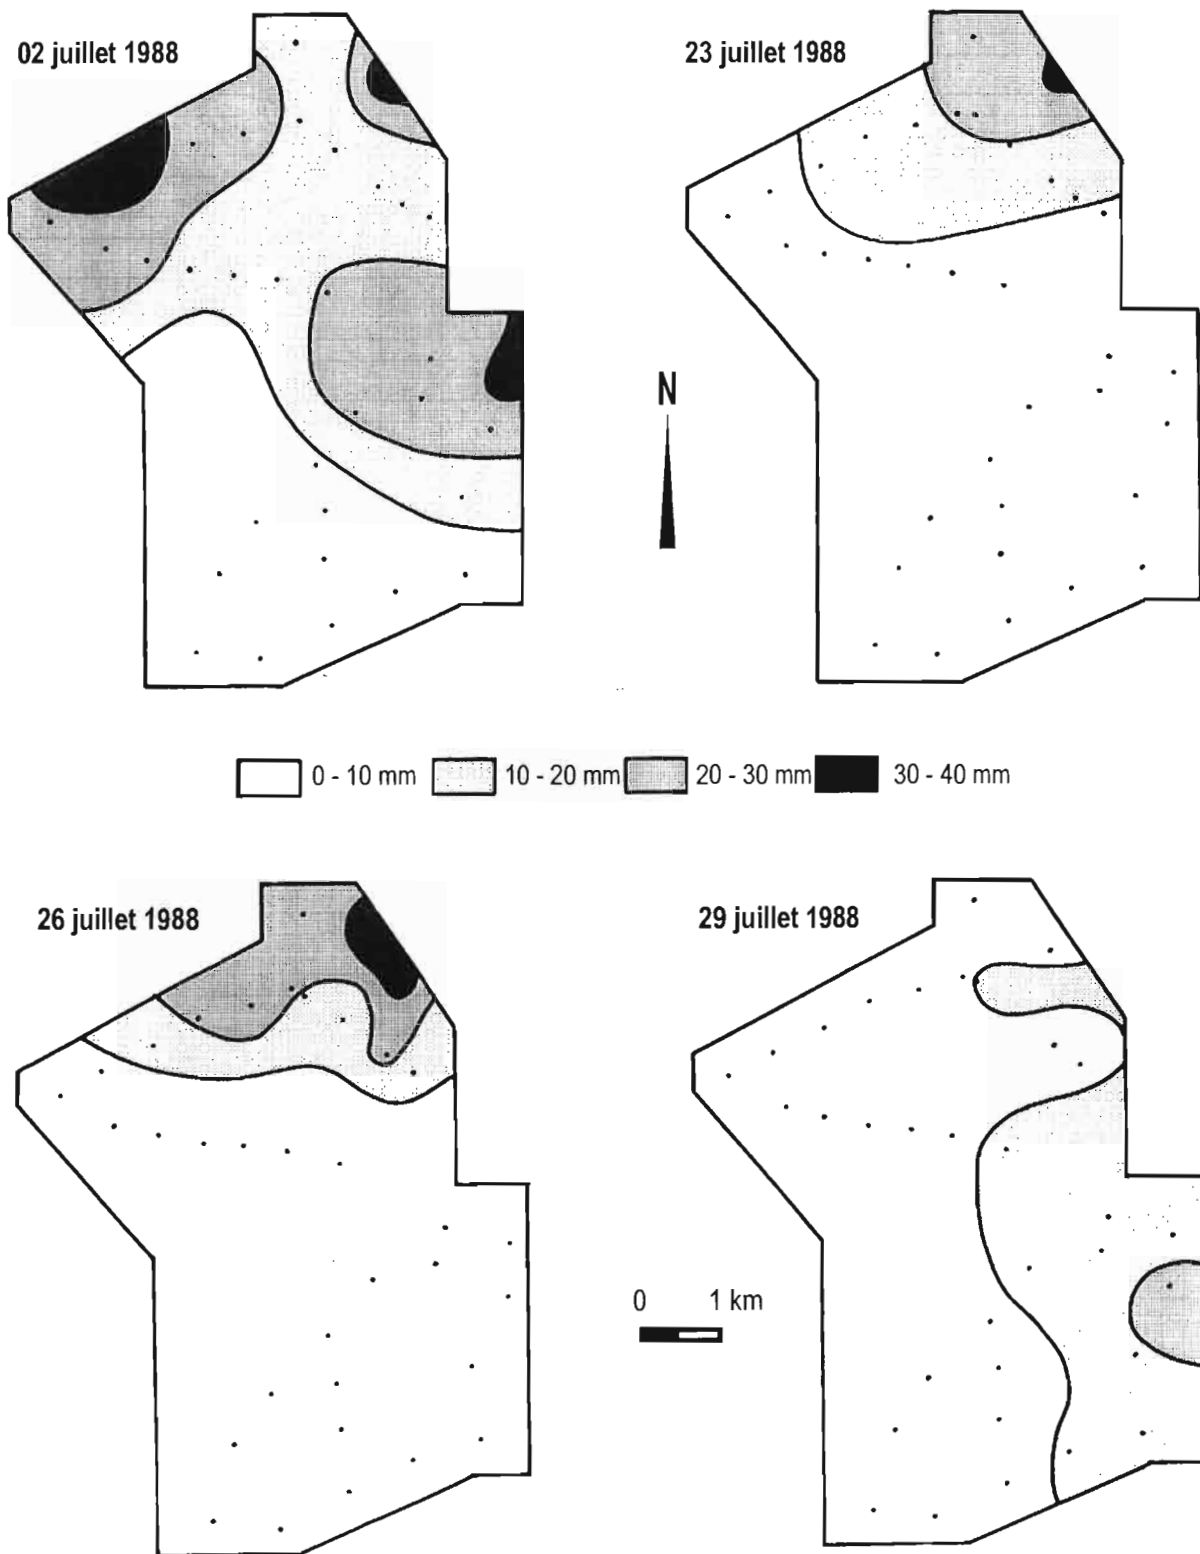 02 juillet 1988
23 juillet 1988
N
0 - 10 mm 10 - 20 mm 20 - 30 mm 30 - 40 mm
26 juillet 1988
29 juillet 1988
0 1 km